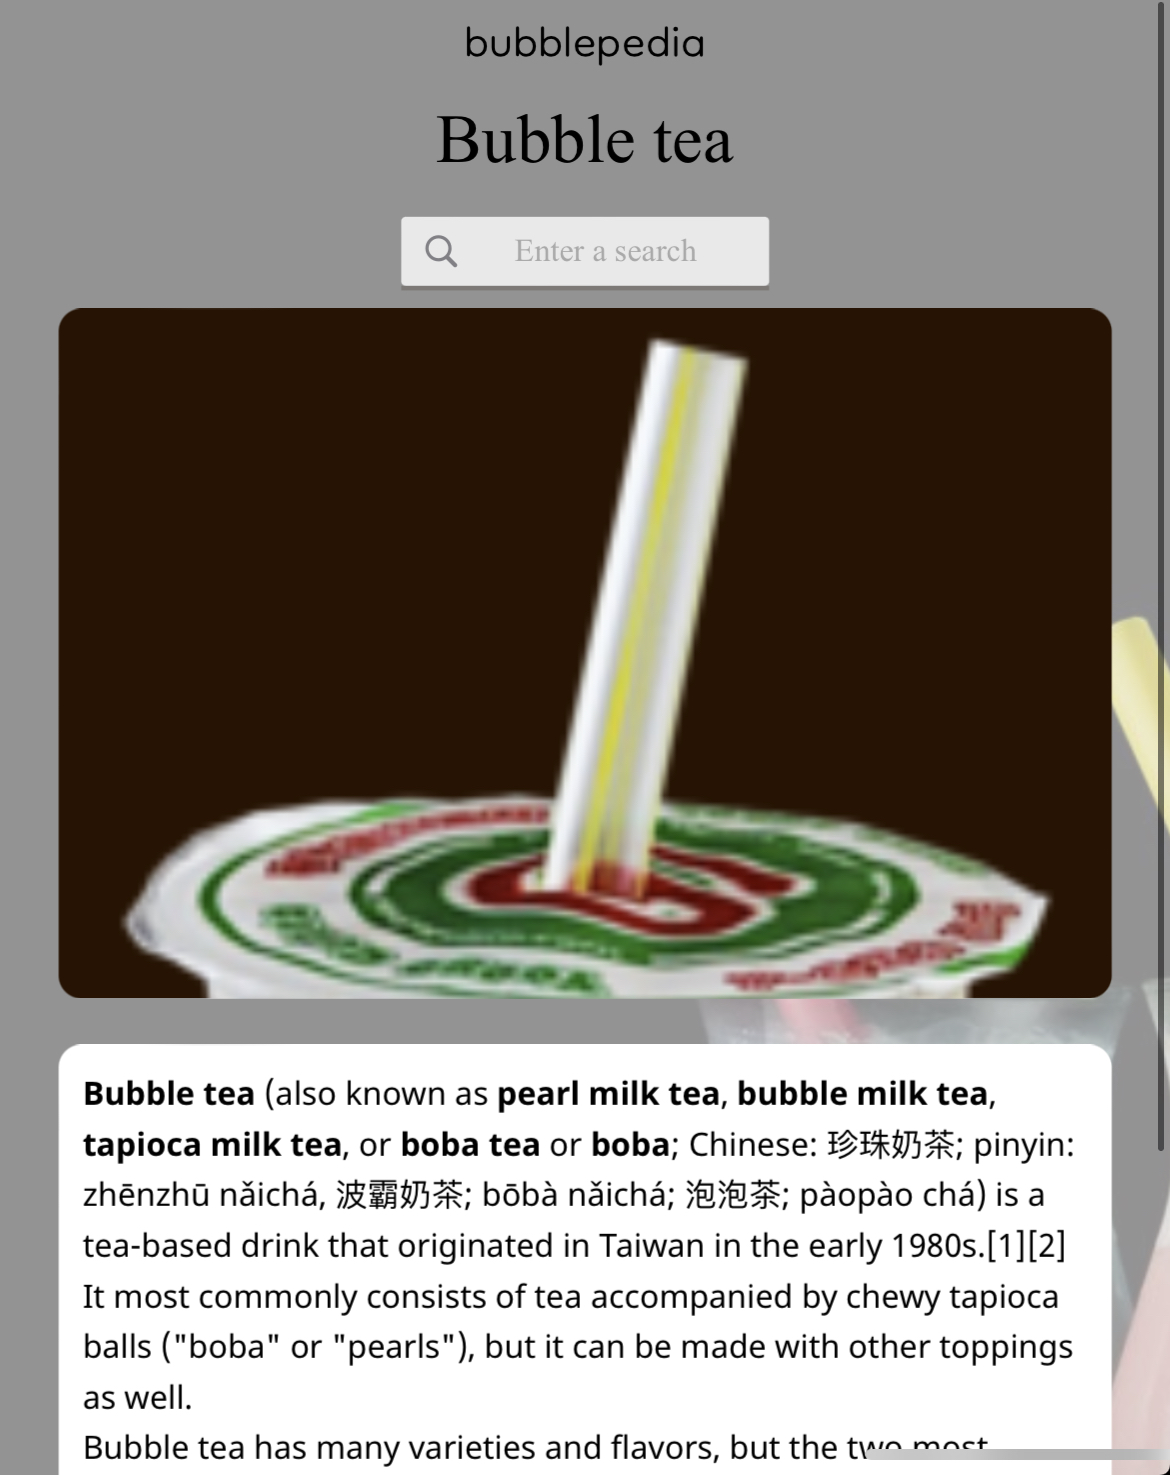 bubblepedia
Bubble tea
Enter a search
Bubble tea (also known as pearl milk tea, bubble milk tea,
tapioca milk tea, or boba tea or boba; Chinese: 珍珠奶茶; pinyin:
zhēnzhū nǎichá, 波霸奶茶; bōbà nǎichá; 泡泡茶; pàopào chá) is a
tea-based drink that originated in Taiwan in the early 1980s.[1][2]
It most commonly consists of tea accompanied by chewy tapioca
balls ("boba" or "pearls"), but it can be made with other toppings
as well.
Bubble tea has many varieties and flavors, but the two most